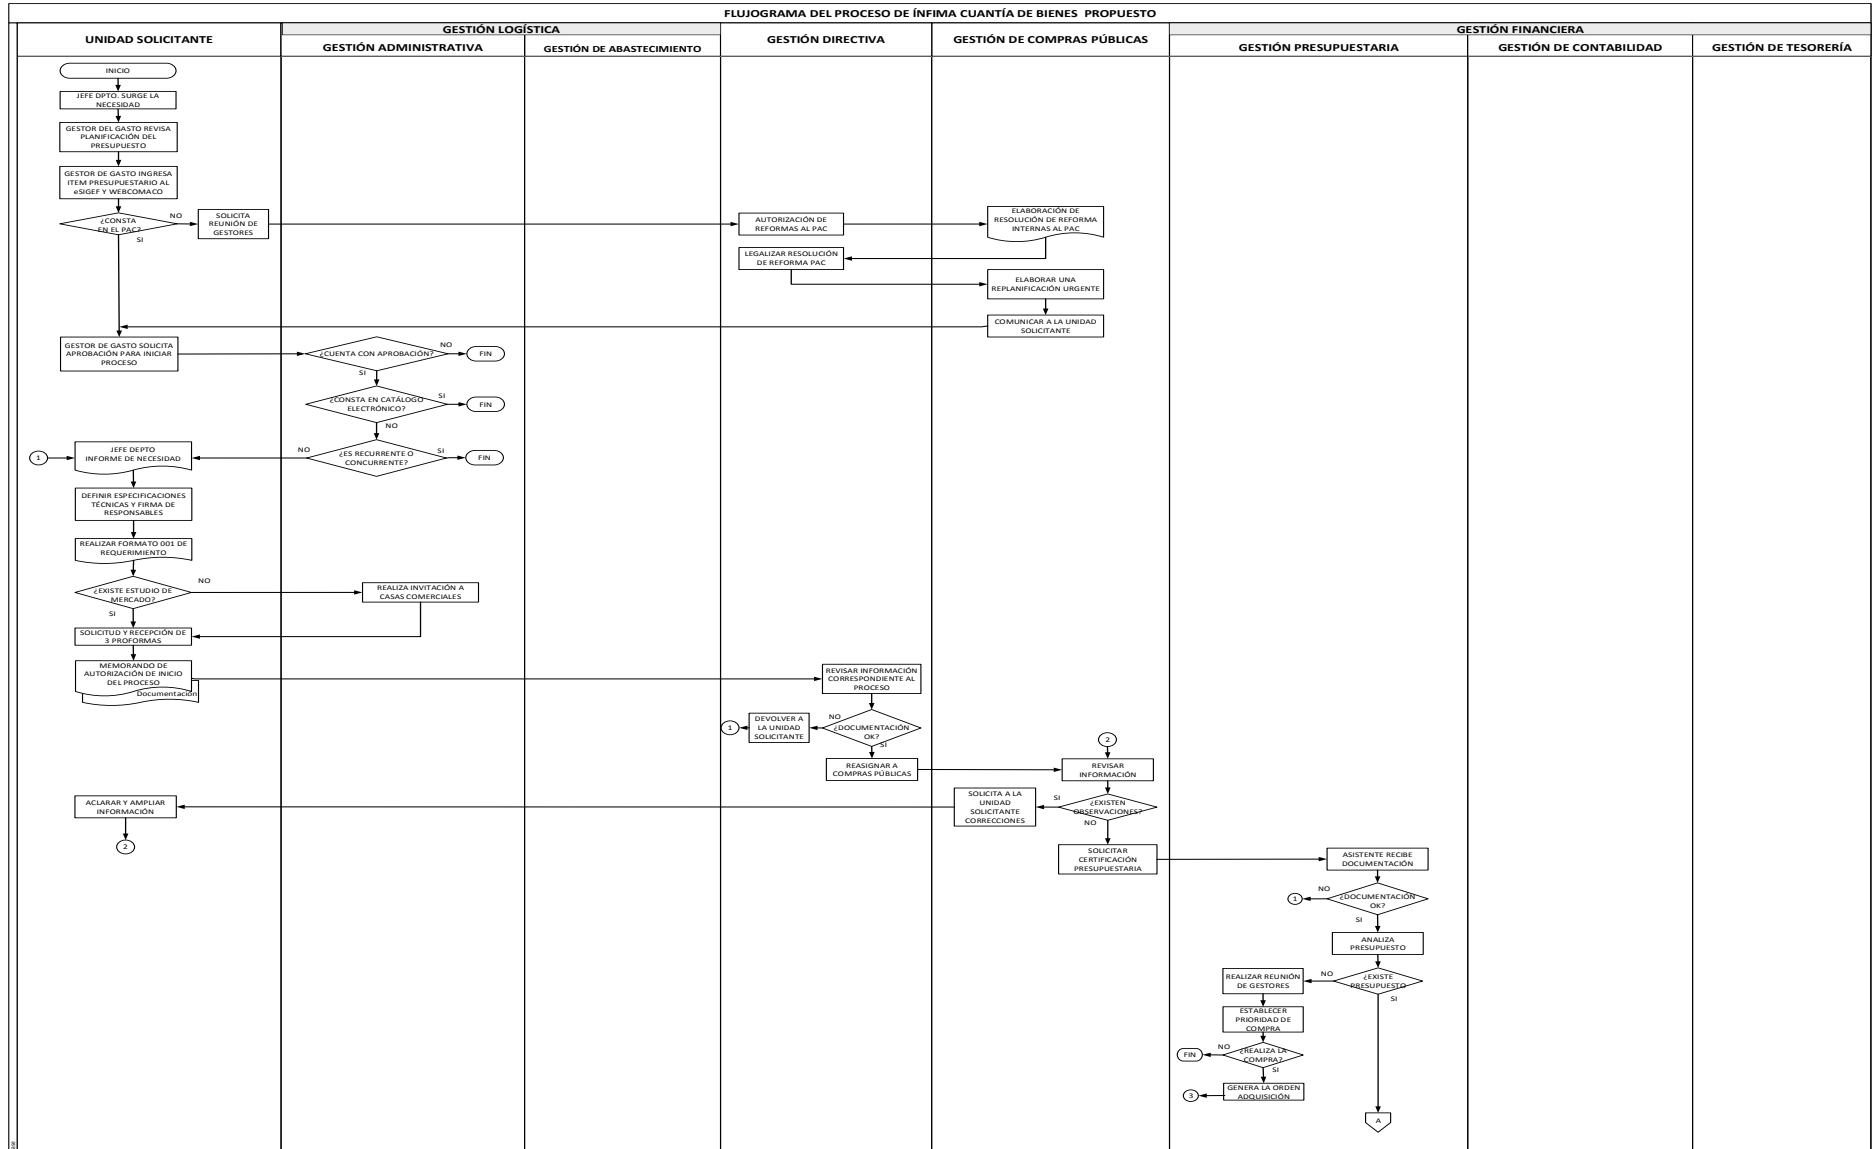 FLUJOGRAMA DEL PROCESO DE ÍNFIMA CUANTÍA DE BIENES PROPUESTO
UNIDAD SOLICITANTE
GESTIÓN LOGÍSTICA
GESTIÓN ADMINISTRATIVA
GESTIÓN DE ABASTECIMIENTO
GESTIÓN DIRECTIVA
GESTIÓN DE COMPRAS PÚBLICAS
GESTIÓN FINANCIERA
GESTIÓN PRESUPUESTARIA
GESTIÓN DE CONTABILIDAD
GESTIÓN DE TESORERÍA
INICIO
JEFE DPTO. SURGE LA
NECESIDAD
GESTOR DEL GASTO REVISA
PLANIFICACIÓN DEL
PRESUPUESTO
GESTOR DE GASTO INGRESA
ITEM PRESUPUESTARIO AL
eSIGEF Y WEBCOMACO
¿CONSTA
EN EL PAC?
NO
SI
SOLICITA
REUNIÓN DE
GESTORES
AUTORIZACIÓN DE
REFORMAS AL PAC
ELABORACIÓN DE
RESOLUCIÓN DE REFORMA
INTERNAS AL PAC
LEGALIZAR RESOLUCIÓN
DE REFORMA PAC
ELABORAR UNA
REPLANIFICACIÓN URGENTE
COMUNICAR A LA UNIDAD
SOLICITANTE
GESTOR DE GASTO SOLICITA
APROBACIÓN PARA INICIAR
PROCESO
¿CUENTA CON APROBACIÓN?
NO
FIN
SI
¿CONSTA EN CATÁLOGO
ELECTRÓNICO?
SI
FIN
NO
¿ES RECURRENTE O
CONCURRENTE?
SI
FIN
NO
1
JEFE DEPTO
INFORME DE NECESIDAD
DEFINIR ESPECIFICACIONES
TÉCNICAS Y FIRMA DE
RESPONSABLES
REALIZAR FORMATO 001 DE
REQUERIMIENTO
¿EXISTE ESTUDIO DE
MERCADO?
NO
SI
REALIZA INVITACIÓN A
CASAS COMERCIALES
SOLICITUD Y RECEPCIÓN DE
3 PROFORMAS
MEMORANDO DE
AUTORIZACIÓN DE INICIO
DEL PROCESO
Documentación
REVISAR INFORMACIÓN
CORRESPONDIENTE AL
PROCESO
¿DOCUMENTACIÓN
OK?
NO
SI
DEVOLVER A
LA UNIDAD
SOLICITANTE
1
REASIGNAR A
COMPRAS PÚBLICAS
2
REVISAR
INFORMACIÓN
¿EXISTEN
OBSERVACIONES?
SI
NO
SOLICITA A LA
UNIDAD
SOLICITANTE
CORRECCIONES
ACLARAR Y AMPLIAR
INFORMACIÓN
2
SOLICITAR
CERTIFICACIÓN
PRESUPUESTARIA
ASISTENTE RECIBE
DOCUMENTACIÓN
¿DOCUMENTACIÓN
OK?
NO
1
SI
ANALIZA
PRESUPUESTO
¿EXISTE
PRESUPUESTO
NO
SI
REALIZAR REUNIÓN
DE GESTORES
ESTABLECER
PRIORIDAD DE
COMPRA
¿REALIZA LA
COMPRA?
NO
FIN
SI
GENERA LA ORDEN
ADQUISICIÓN
3
A